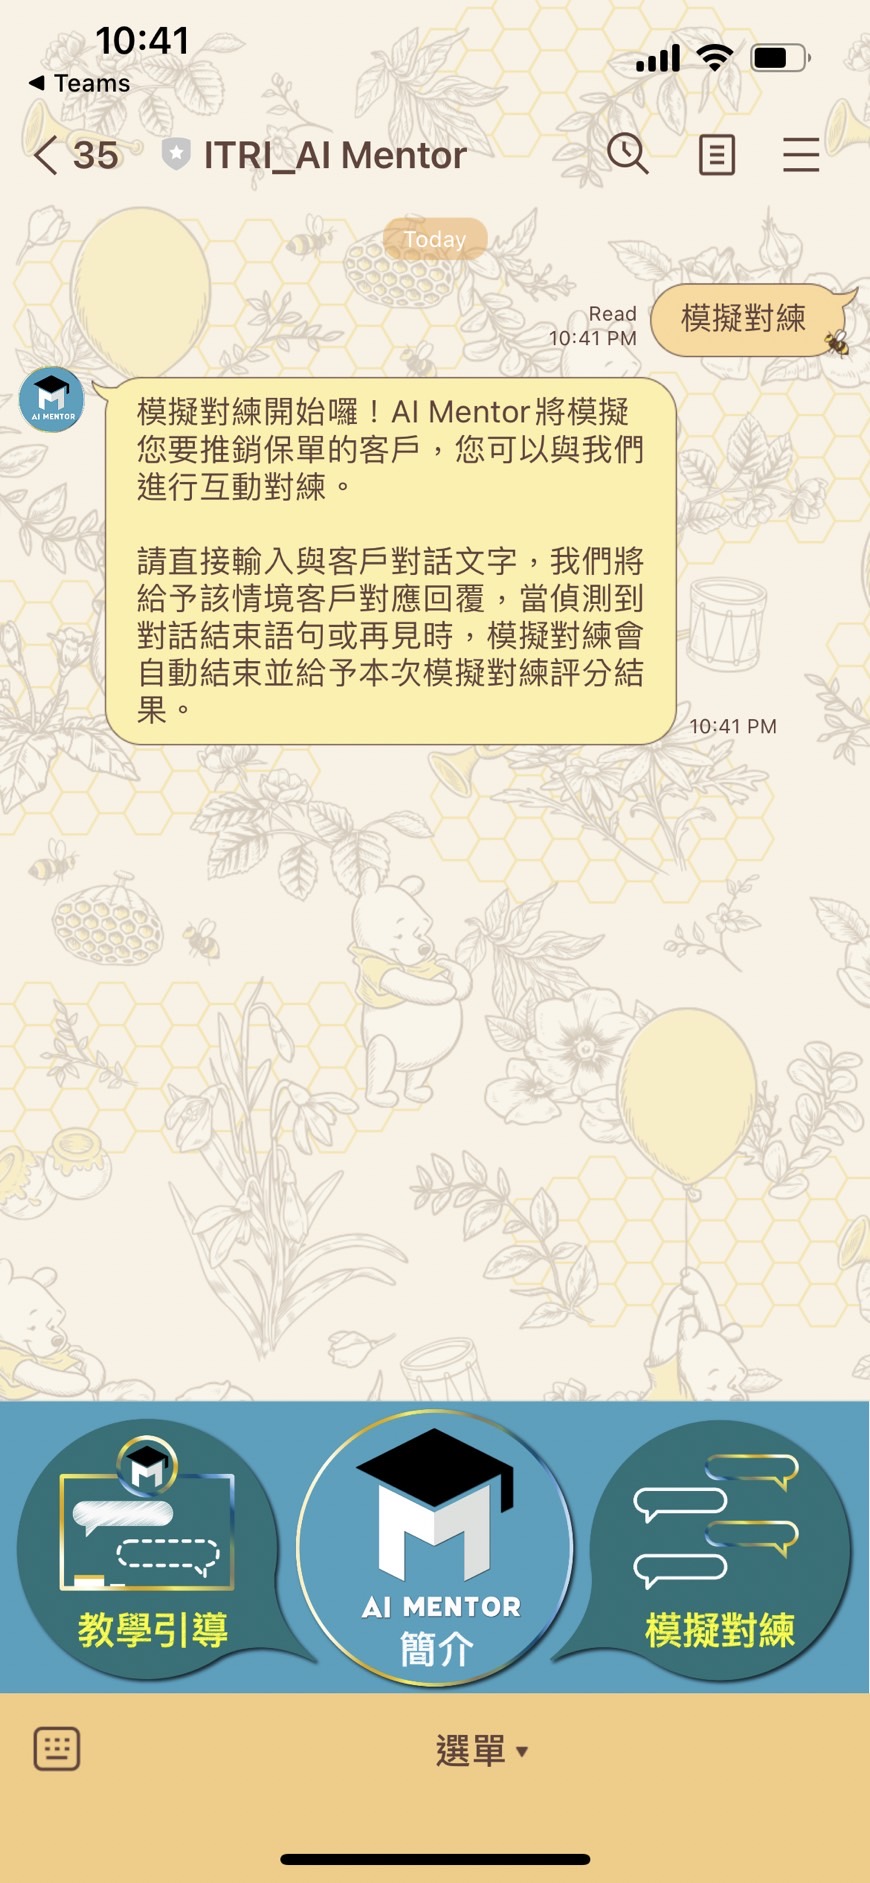 10:41
◀ Teams
35
ITRI_AI Mentor
Today
模擬對練
Read
10:41 PM
AI MENTOR
模擬對練開始囉！AI Mentor將模擬
您要推銷保單的客戶，您可以與我們
進行互動對練。
請直接輸入與客戶對話文字，我們將
給予該情境客戶對應回覆，當偵測到
對話結束語句或再見時，模擬對練會
自動結束並給予本次模擬對練評分結
果。
10:41 PM
教學引導
AI MENTOR
簡介
模擬對練
選單 ▾